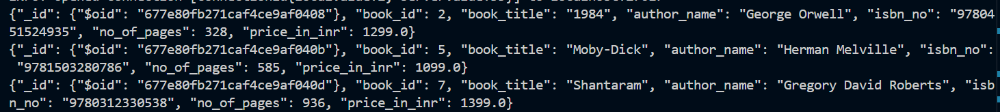 {"_id": {"$oid": "677e80fb271caf4ce9af0408"}, "book_id": 2, "book_title": "1984", "author_name": "George Orwell", "isbn_no": "97804
51524935", "no_of_pages": 328, "price_in_inr": 1299.0}
{"_id": {"$oid": "677e80fb271caf4ce9af040b"}, "book_id": 5, "book_title": "Moby-Dick", "author_name": "Herman Melville", "isbn_no":
"9781503280786", "no_of_pages": 585, "price_in_inr": 1099.0}
{"_id": {"$oid": "677e80fb271caf4ce9af040d"}, "book_id": 7, "book_title": "Shantaram", "author_name": "Gregory David Roberts", "isb
n_no": "9780312330538", "no_of_pages": 936, "price_in_inr": 1399.0}